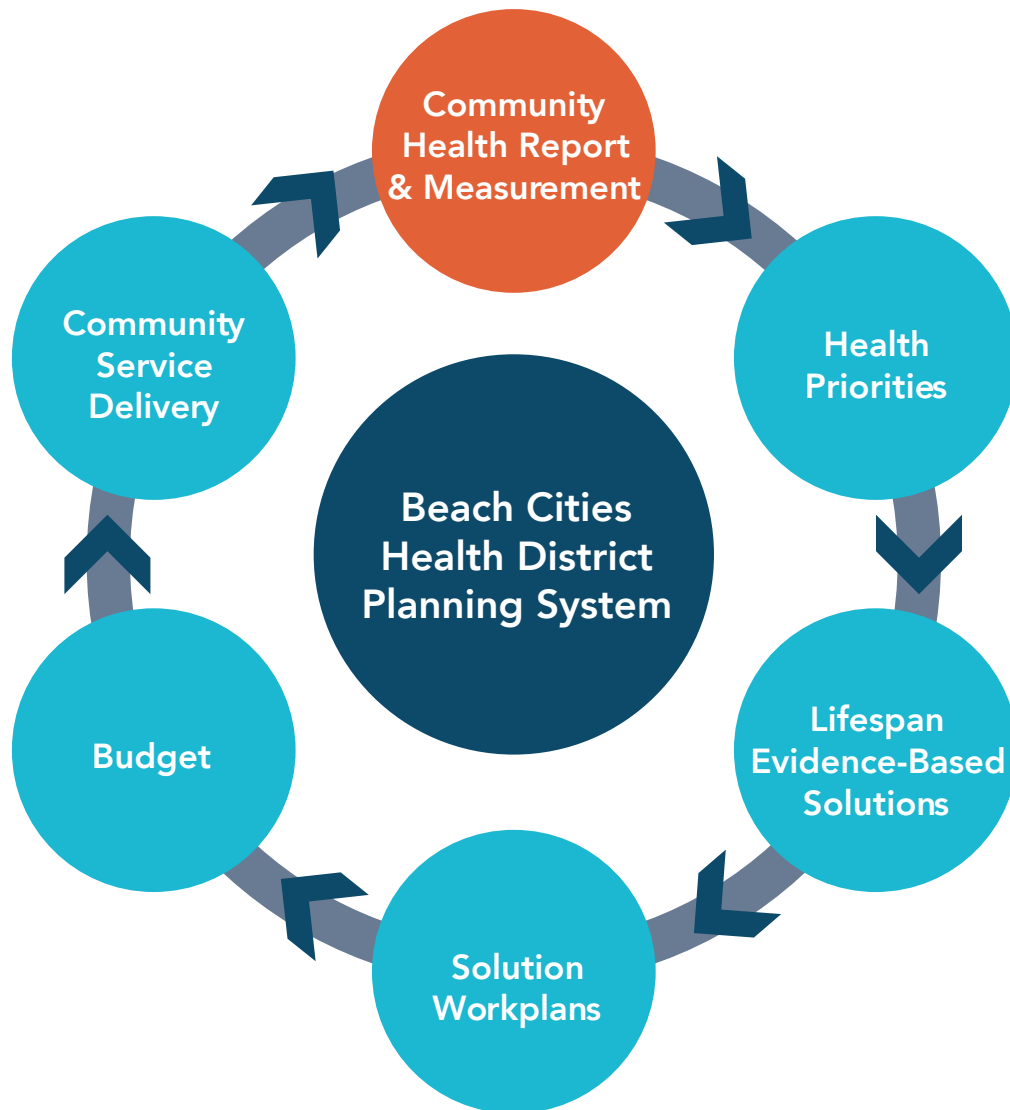 Community
Health Report
& Measurement
Health
Priorities
Lifespan
Evidence-Based
Solutions
Solution
Workplans
Budget
Community
Service
Delivery
Beach Cities
Health District
Planning System